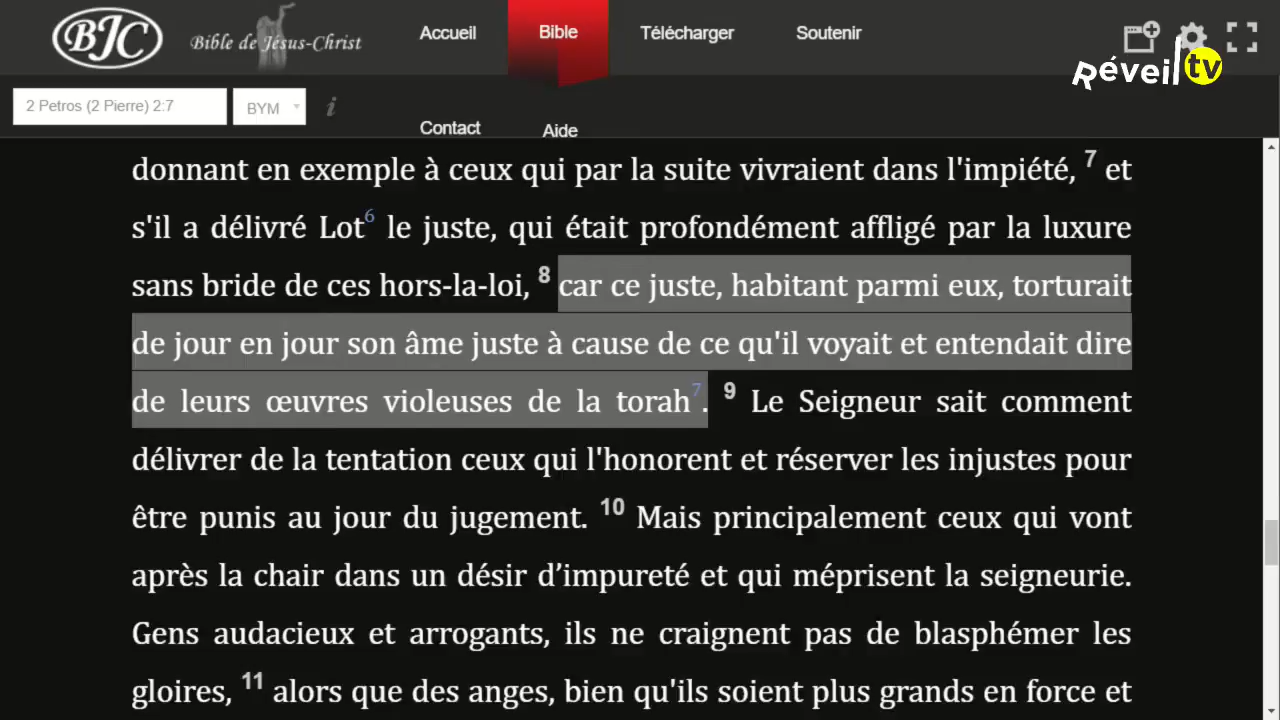 BJC
Bible de Jésus-Christ
Accueil
Bible
Télécharger
Soutenir
Réveil tv
2 Petros (2 Pierre) 2:7
BYM
i
Contact
Aide
donnant en exemple à ceux qui par la suite vivraient dans l'impiété, 7 et
s'il a délivré Lot6 le juste, qui était profondément affligé par la luxure
sans bride de ces hors-la-loi, 8 car ce juste, habitant parmi eux, torturait
de jour en jour son âme juste à cause de ce qu'il voyait et entendait dire
de leurs œuvres violeuses de la torah7. 9 Le Seigneur sait comment
délivrer de la tentation ceux qui l'honorent et réserver les injustes pour
être punis au jour du jugement. 10 Mais principalement ceux qui vont
après la chair dans un désir d’impureté et qui méprisent la seigneurie.
Gens audacieux et arrogants, ils ne craignent pas de blasphémer les
gloires, 11 alors que des anges, bien qu'ils soient plus grands en force et